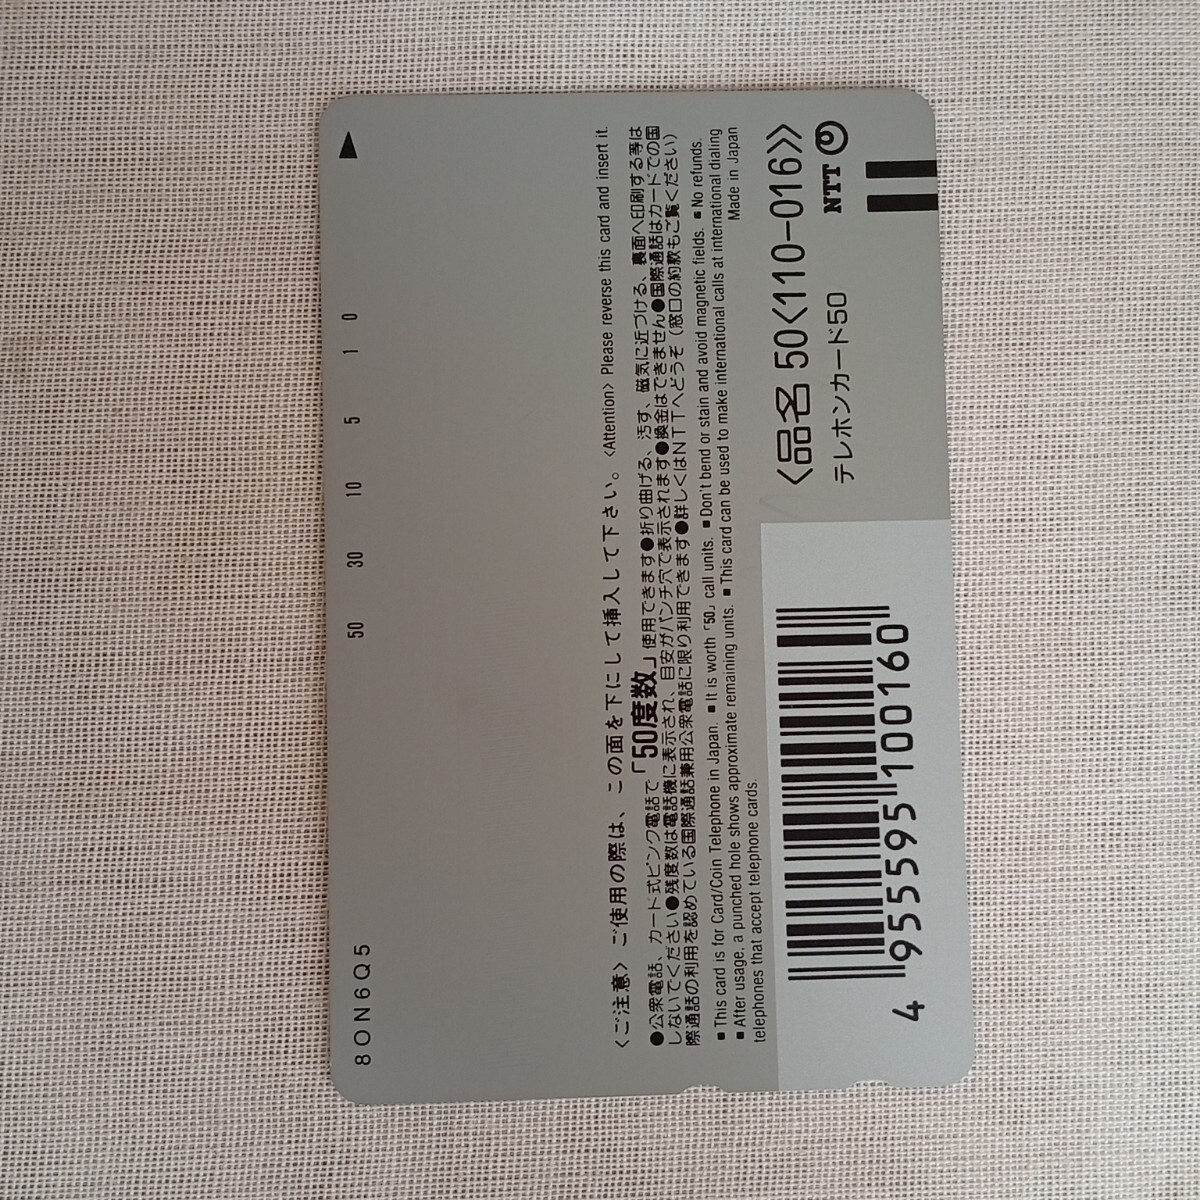 8ON6Q5
50 30 10 5 1 0
〈ご注意〉ご使用の際は、この面を下にして挿入して下さい。〈Attention〉Please reverse this card and insert it.
●公衆電話、カード式ピンク電話で「50度数」使用できます●折り曲げる、汚す、磁気に近づける、裏面へ印刷する等は
しないでください●残度数は電話機に表示され、目安がパンチ穴で表示されます●換金はできません●国際通話はカードでの国
際通話の利用を認めている国際通話兼用公衆電話に限り利用できます●詳しくはNTTへどうぞ(窓口の約款もご覧ください)
■This card is for Card/Coin Telephone in Japan. ■It is worth「50」call units. ■Don't bend or stain and avoid magnetic fields. ■No refunds.
■After usage, a punched hole shows approximate remaining units. ■This card can be used to make international calls at international dialing
telephones that accept telephone cards. Made in Japan
〈品名 50〈110-016〉〉
テレホンカード50
NTT
4 955595 100160